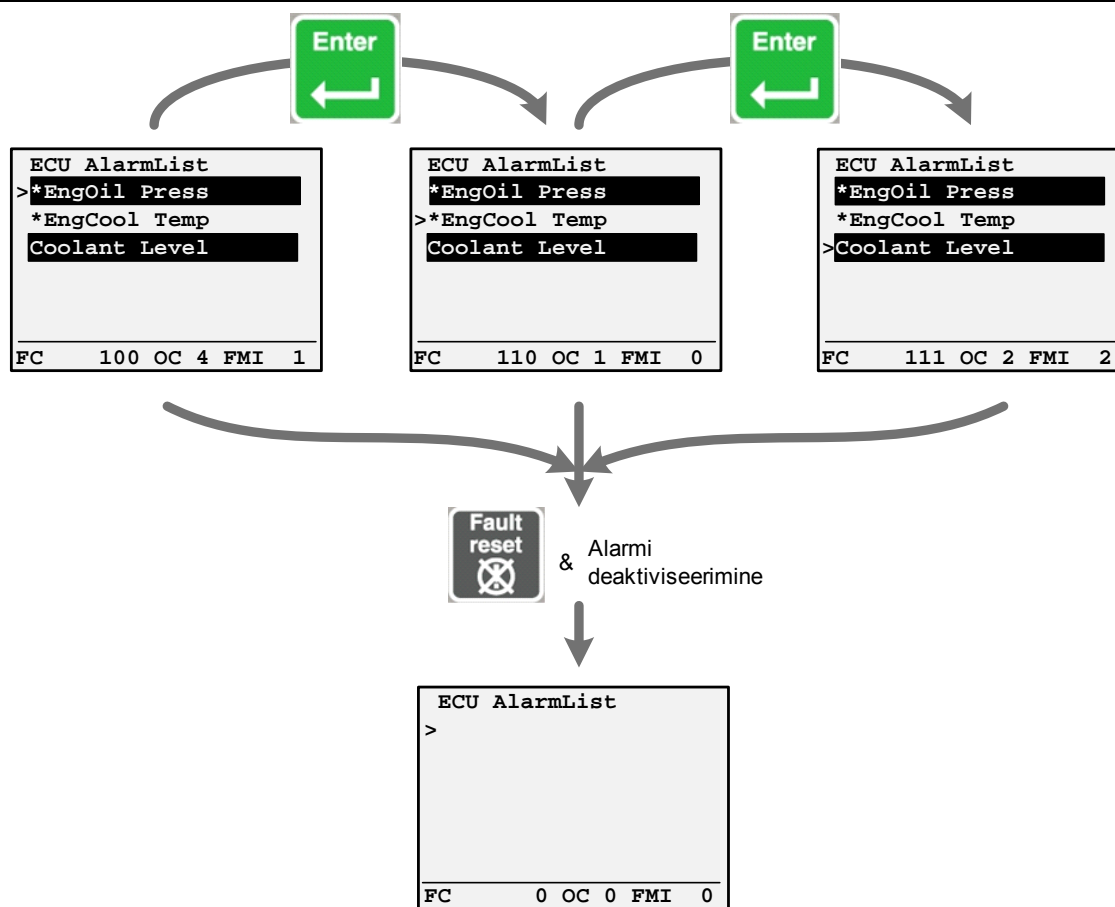 Enter
Enter
ECU AlarmList
>*EngOil Press
*EngCool Temp
Coolant Level
FC 100 OC 4 FMI 1
ECU AlarmList
*EngOil Press
>*EngCool Temp
Coolant Level
FC 110 OC 1 FMI 0
ECU AlarmList
*EngOil Press
*EngCool Temp
>Coolant Level
FC 111 OC 2 FMI 2
Fault
reset
& Alarmi
deaktiviseerimine
ECU AlarmList
>
FC 0 OC 0 FMI 0